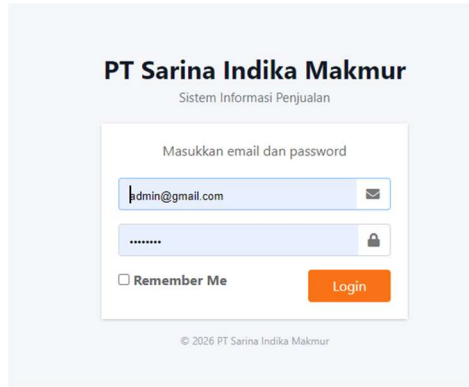 PT Sarina Indika Makmur
Sistem Informasi Penjualan
Masukkan email dan password
admin@gmail.com
••••••••
Remember Me
Login
© 2026 PT Sarina Indika Makmur